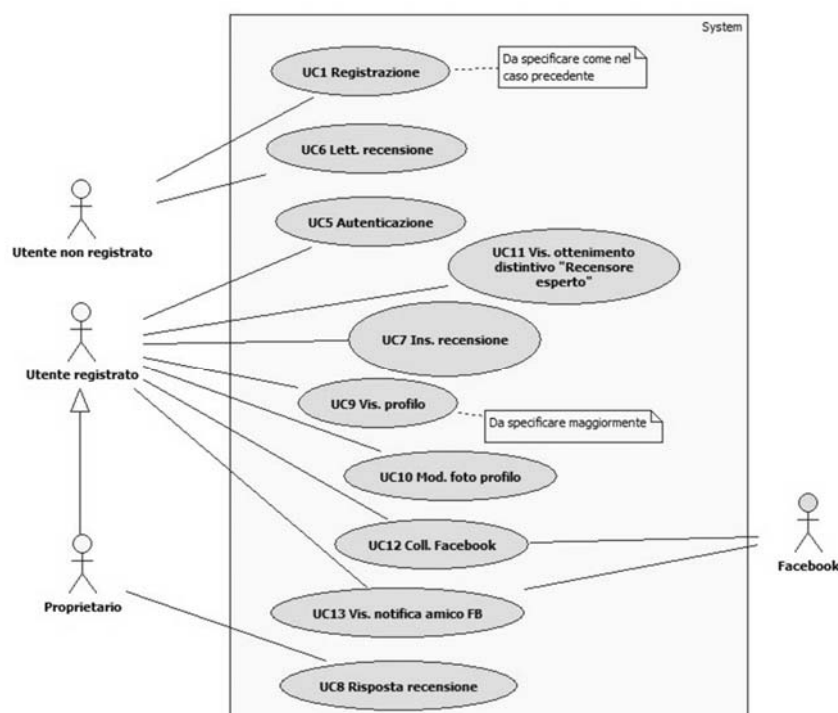 System
UC1 Registrazione
Da specificare come nel
caso precedente
UC6 Lett. recensione
Utente non registrato
UC5 Autenticazione
UC11 Vis. ottenimento
distintivo "Recensore
esperto"
UC7 Ins. recensione
Utente registrato
UC9 Vis. profilo
Da specificare maggiormente
UC10 Mod. foto profilo
UC12 Coll. Facebook
Facebook
Proprietario
UC13 Vis. notifica amico FB
UC8 Risposta recensione